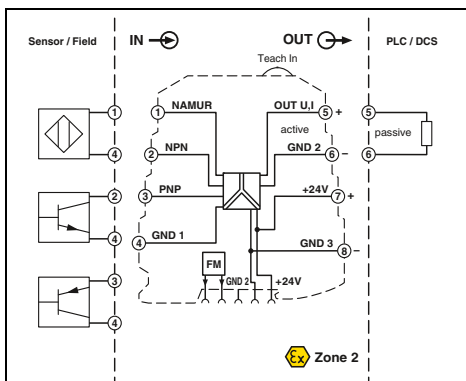 Sensor / Field
IN
OUT
PLC / DCS
Teach In
1
4
2
4
3
4
1
NAMUR
2
NPN
3
PNP
4
GND 1
OUT U,I
5
+
active
GND 2
6
–
+24V
7
+
GND 3
8
–
FM
GND 2
+24V
5
passive
6
Ex Zone 2